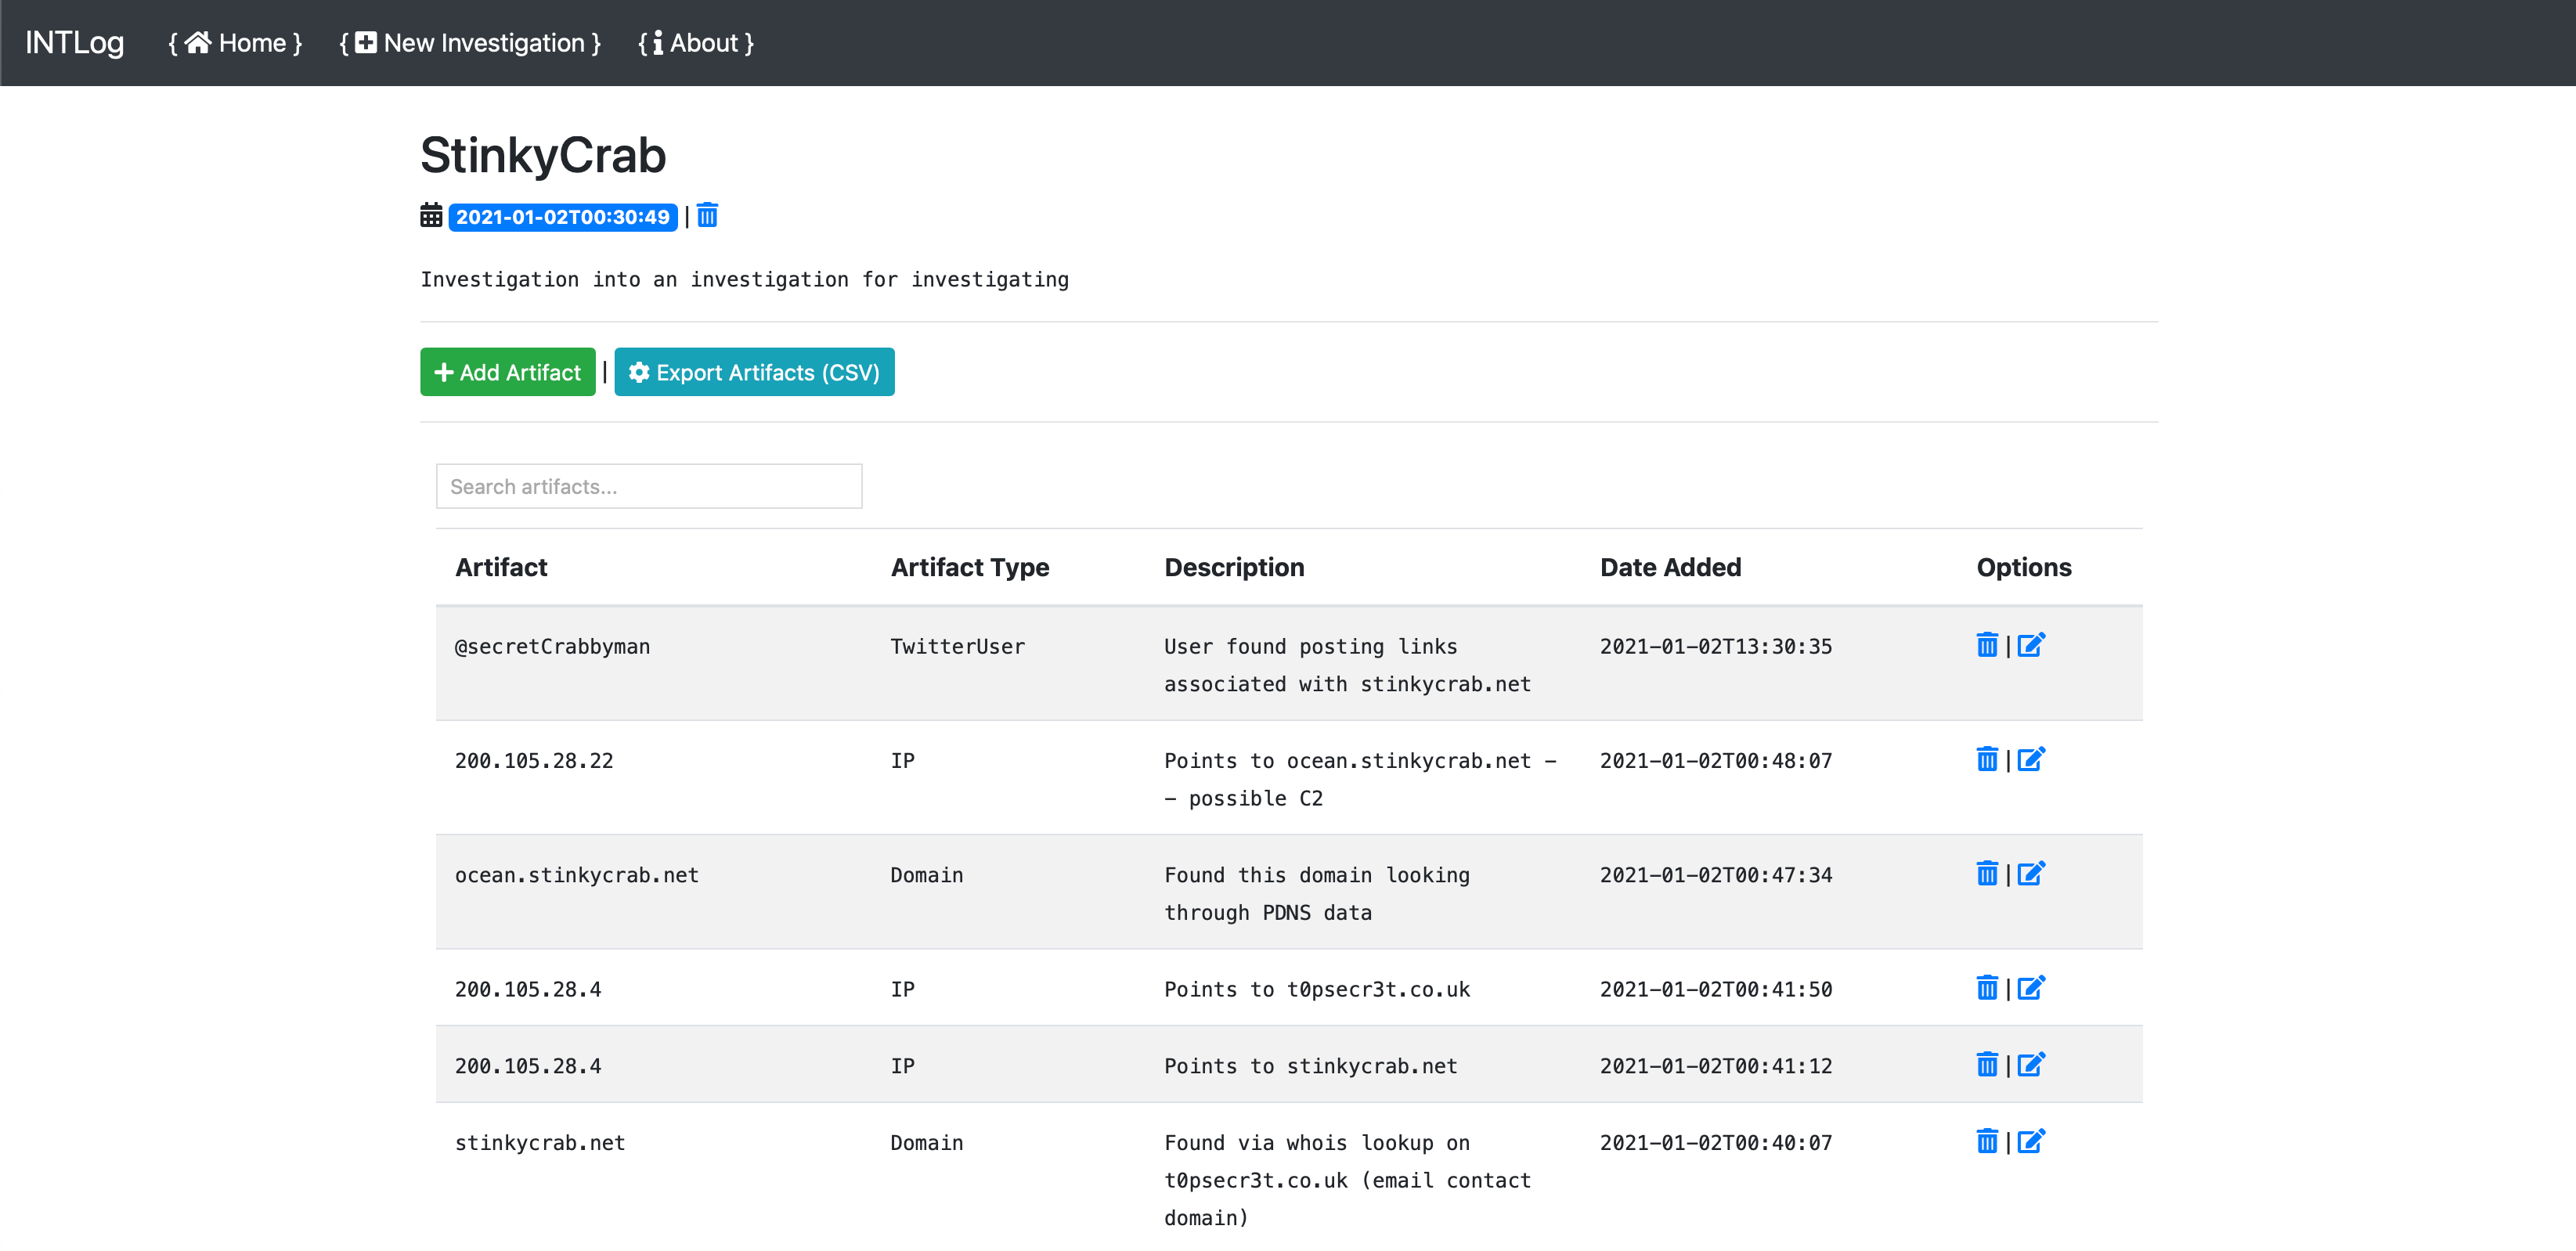 INTLog { Home } { New Investigation } { About }
StinkyCrab
2021-01-02T00:30:49 |
Investigation into an investigation for investigating
Add Artifact | Export Artifacts (CSV)
Search artifacts...
Artifact Artifact Type Description Date Added Options
@secretCrabbyman TwitterUser User found posting links 2021-01-02T13:30:35 |
associated with stinkycrab.net
200.105.28.22 IP Points to ocean.stinkycrab.net - 2021-01-02T00:48:07 |
- possible C2
ocean.stinkycrab.net Domain Found this domain looking 2021-01-02T00:47:34 |
through PDNS data
200.105.28.4 IP Points to t0psecr3t.co.uk 2021-01-02T00:41:50 |
200.105.28.4 IP Points to stinkycrab.net 2021-01-02T00:41:12 |
stinkycrab.net Domain Found via whois lookup on 2021-01-02T00:40:07 |
t0psecr3t.co.uk (email contact
domain)